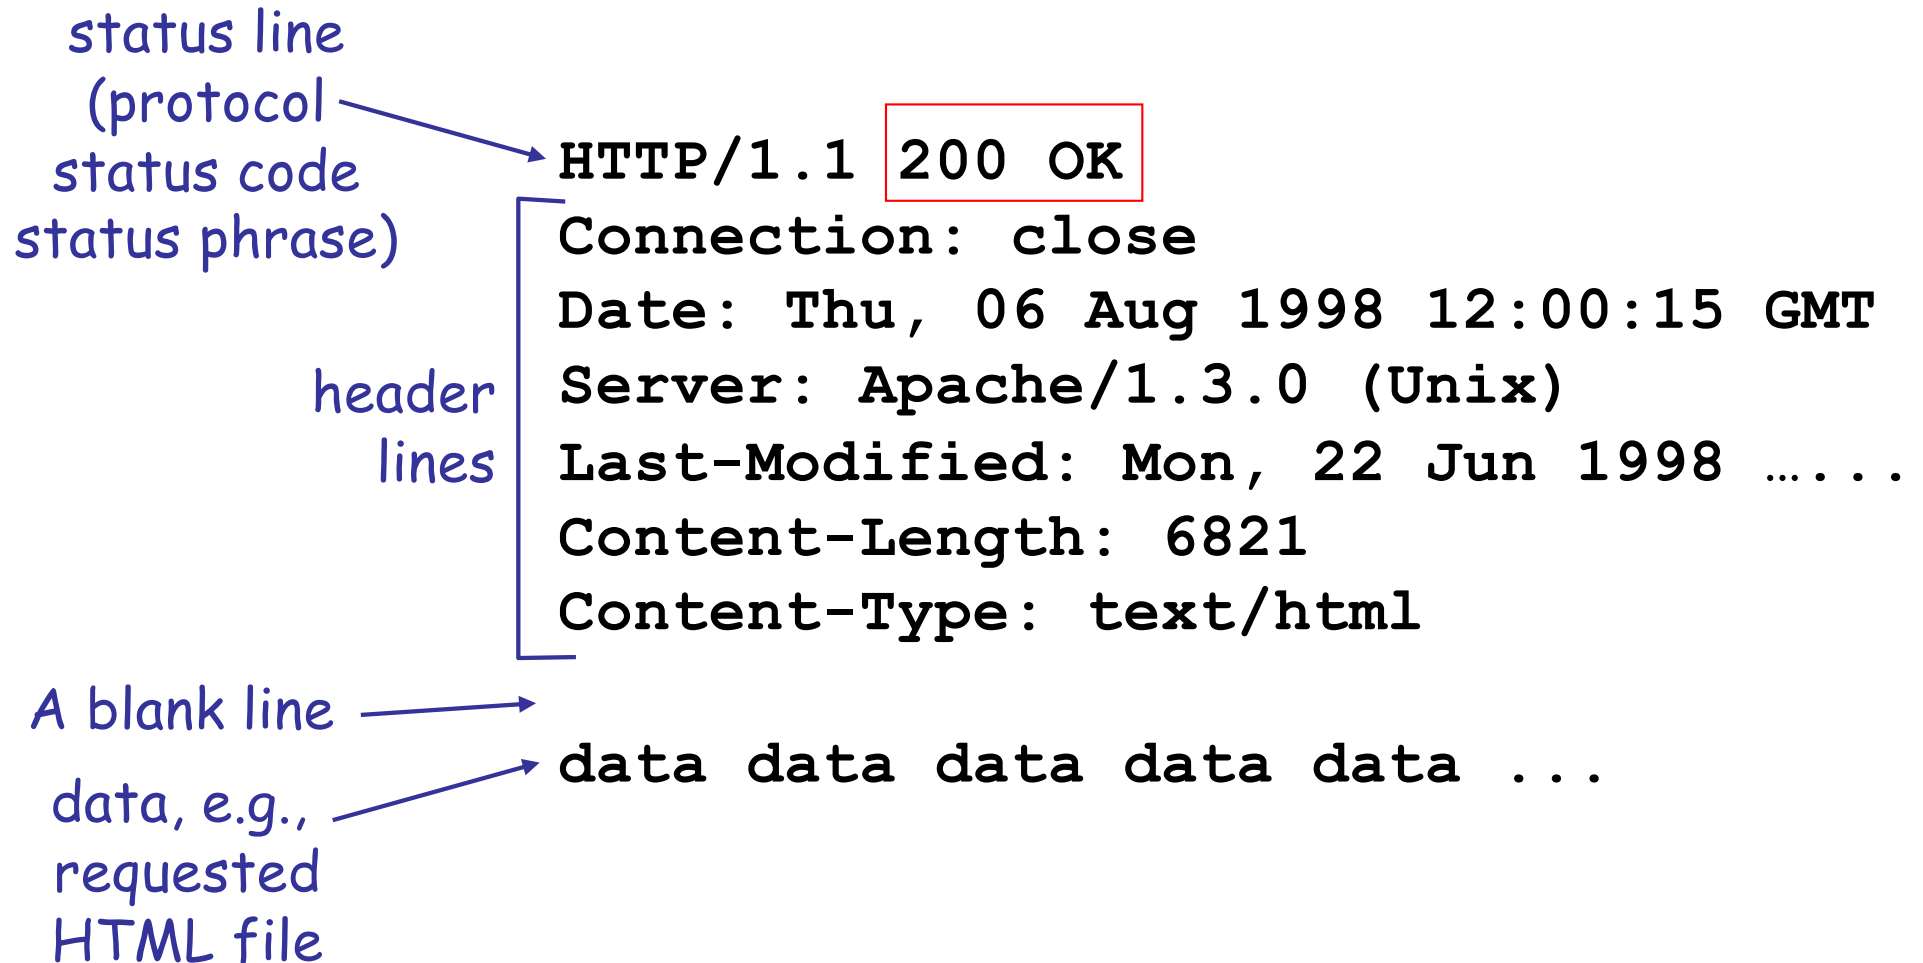 status line
(protocol
status code
status phrase)
HTTP/1.1 200 OK
Connection: close
Date: Thu, 06 Aug 1998 12:00:15 GMT
Server: Apache/1.3.0 (Unix)
Last-Modified: Mon, 22 Jun 1998 …...
Content-Length: 6821
Content-Type: text/html
header
lines
A blank line
data data data data data ...
data, e.g.,
requested
HTML file